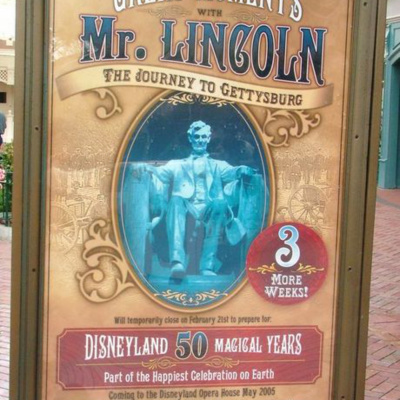 WITH
Mr. LINCOLN
THE JOURNEY TO GETTYSBURG
3
MORE
WEEKS!
Will temporarily close on February 21st to prepare for:
DISNEYLAND 50 MAGICAL YEARS
Part of the Happiest Celebration on Earth
Coming to the Disneyland Opera House May 2005